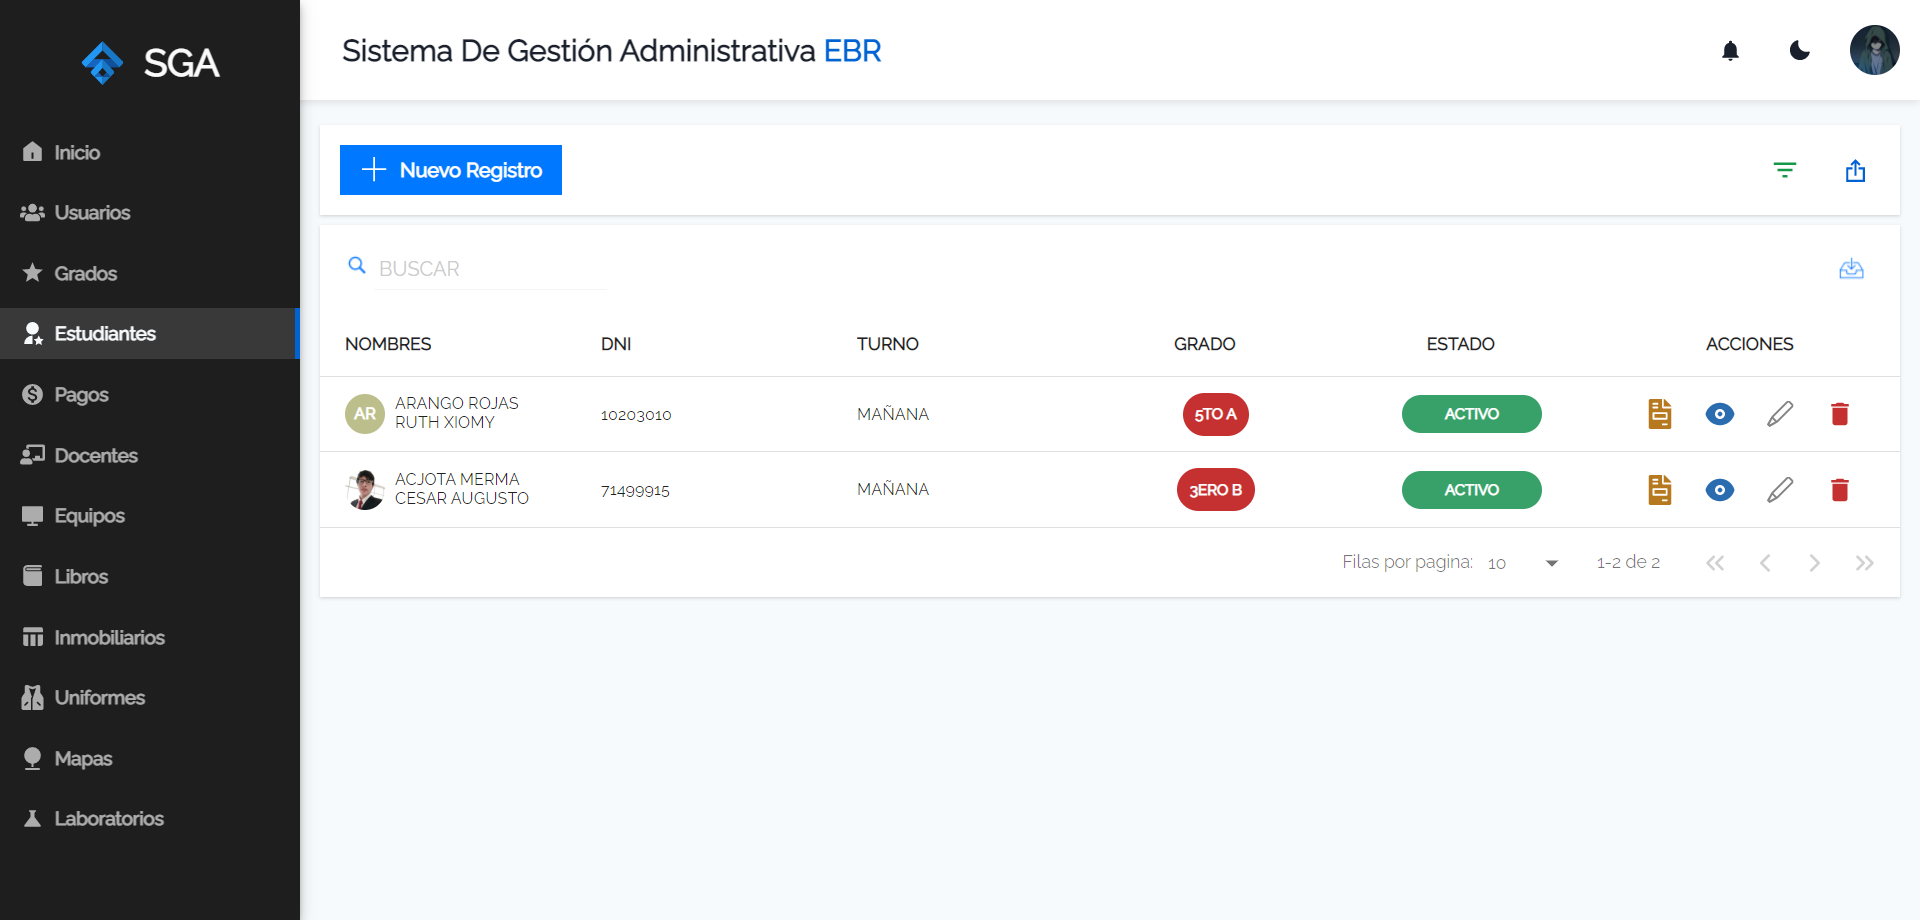 SGA
Sistema De Gestión Administrativa EBR
Inicio
Usuarios
Grados
Estudiantes
Pagos
Docentes
Equipos
Libros
Inmobiliarios
Uniformes
Mapas
Laboratorios
Nuevo Registro
BUSCAR
NOMBRES DNI TURNO GRADO ESTADO ACCIONES
AR ARANGO ROJAS
RUTH XIOMY 10203010 MAÑANA 5TO A ACTIVO
ACJOTA MERMA
CESAR AUGUSTO 71499915 MAÑANA 3ERO B ACTIVO
Filas por pagina: 10 1-2 de 2